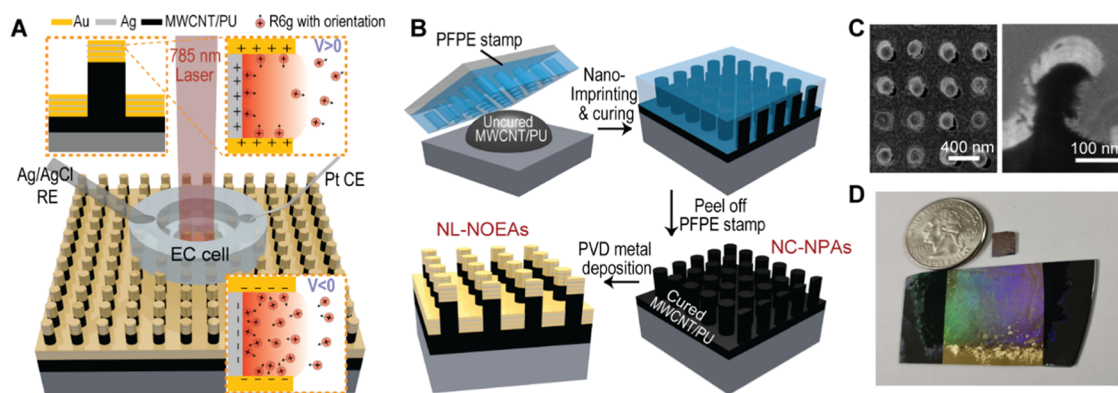 A
Au
Ag
MWCNT/PU
R6g with orientation
785 nm
Laser
V>0
+ + + +
+ + + +
Ag/AgCl
RE
Pt CE
EC cell
V<0
B
PFPE stamp
Uncured
MWCNT/PU
Nano-
Imprinting
& curing
Peel off
PFPE stamp
NC-NPAs
Cured
MWCNT/PU
PVD metal
deposition
NL-NOEAs
C
400 nm
100 nm
D